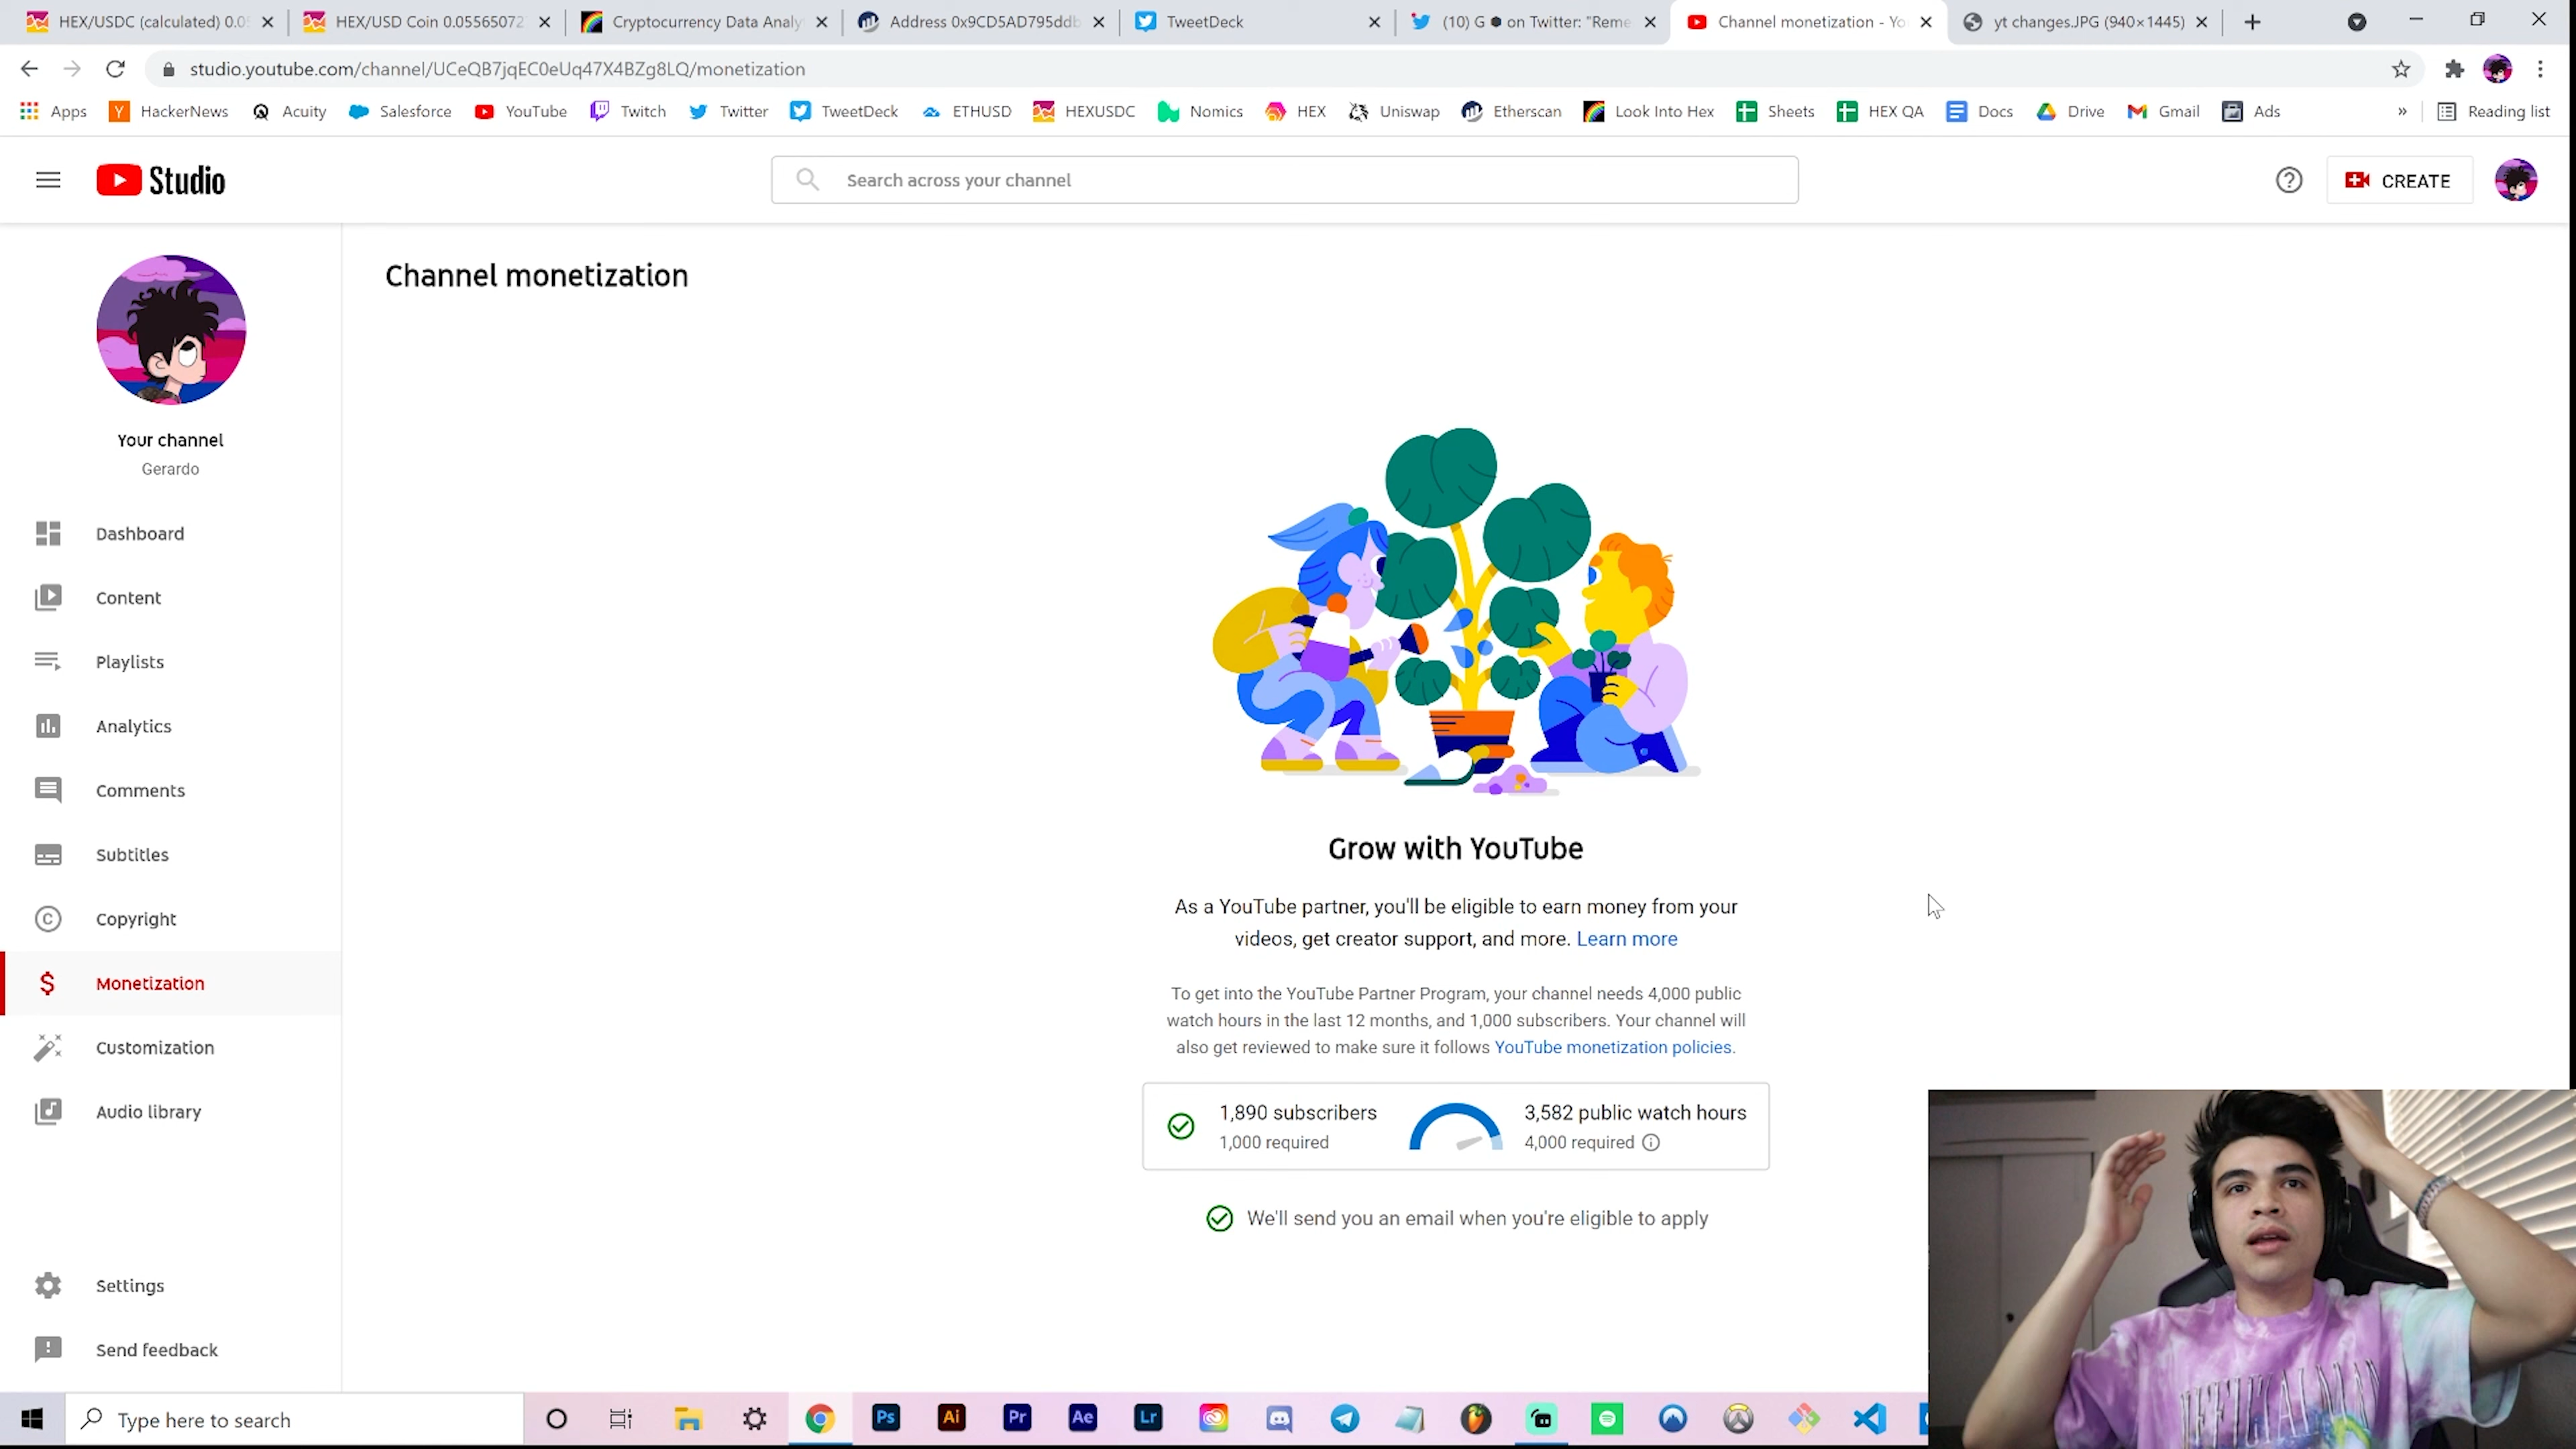 HEX/USDC (calculated) 0.0
HEX/USD Coin 0.05565072
Cryptocurrency Data Analy
Address 0x9CD5AD795ddb
TweetDeck
(10) G ⬢ on Twitter: "Reme
Channel monetization - Yo
yt changes.JPG (940×1445)
studio.youtube.com/channel/UCeQB7jqEC0eUq47X4BZg8LQ/monetization
Apps HackerNews Acuity Salesforce YouTube Twitch Twitter TweetDeck ETHUSD HEXUSDC Nomics HEX Uniswap Etherscan Look Into Hex Sheets HEX QA Docs Drive Gmail Ads » Reading list
Studio
Search across your channel
CREATE
Your channel
Gerardo
Dashboard
Content
Playlists
Analytics
Comments
Subtitles
Copyright
Monetization
Customization
Audio library
Settings
Send feedback
Channel monetization
Grow with YouTube
As a YouTube partner, you'll be eligible to earn money from your
videos, get creator support, and more. Learn more
To get into the YouTube Partner Program, your channel needs 4,000 public
watch hours in the last 12 months, and 1,000 subscribers. Your channel will
also get reviewed to make sure it follows YouTube monetization policies.
1,890 subscribers
1,000 required
3,582 public watch hours
4,000 required
We'll send you an email when you're eligible to apply
Type here to search
Ps Ai Pr Ae Lr